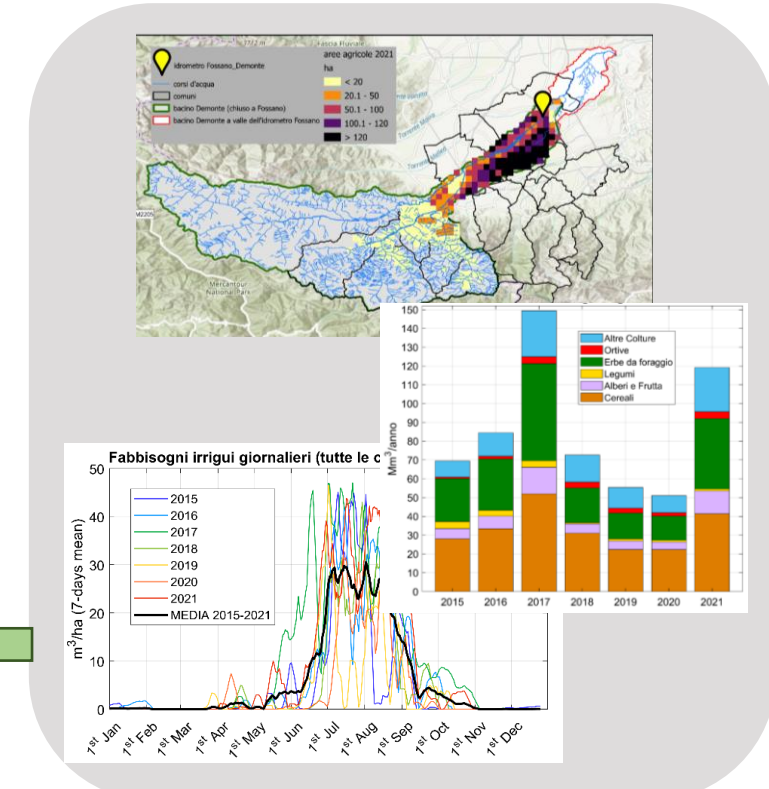 Fascia Fluviale
idrometro Fossano_Demonte
corsi d'acqua
comuni
bacino Demonte (chiuso a Fossano)
bacino Demonte a valle dell'idrometro Fossano
aree agricole 2021
ha
< 20
20.1 - 50
50.1 - 100
100.1 - 120
> 120
Mercantour
National Park
150
140
130
120
110
100
90
80
70
60
50
40
30
20
10
0
Mm³/anno
Altre Colture
Ortive
Erbe da foraggio
Legumi
Alberi e Frutta
Cereali
2015 2016 2017 2018 2019 2020 2021
Fabbisogni irrigui giornalieri (tutte le c
50
40
30
20
10
0
m³/ha (7-days mean)
2015
2016
2017
2018
2019
2020
2021
MEDIA 2015-2021
1st Jan
1st Feb
1st Mar
1st Apr
1st May
1st Jun
1st Jul
1st Aug
1st Sep
1st Oct
1st Nov
1st Dec